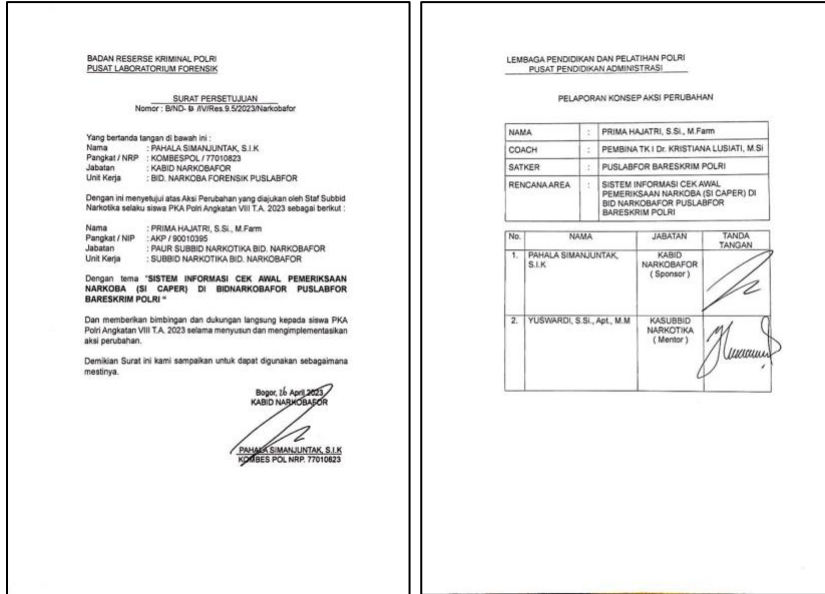 BADAN RESERSE KRIMINAL POLRI
PUSAT LABORATORIUM FORENSIK
SURAT PERSETUJUAN
Nomor : B/ND- /IV/Res.9.5/2023/Narkobafor
Yang bertanda tangan di bawah ini :
Nama : PAHALA SIMANJUNTAK, S.I.K
Pangkat / NRP : KOMBESPOL / 77010823
Jabatan : KABID NARKOBAFOR
Unit Kerja : BID. NARKOBA FORENSIK PUSLABFOR
Dengan ini menyetujui atas Aksi Perubahan yang diajukan oleh Staf Subbid
Narkotika selaku siswa PKA Polri Angkatan VIII T.A. 2023 sebagai berikut :
Nama : PRIMA HAJATRI, S.Si., M.Farm
Pangkat / NIP : AKP / 90010395
Jabatan : PAUR SUBBID NARKOTIKA BID. NARKOBAFOR
Unit Kerja : SUBBID NARKOTIKA BID. NARKOBAFOR
Dengan tema "SISTEM INFORMASI CEK AWAL PEMERIKSAAN
NARKOBA (SI CAPER) DI BIDNARKOBAFOR PUSLABFOR
BARESKRIM POLRI "
Dan memberikan bimbingan dan dukungan langsung kepada siswa PKA
Polri Angkatan VIII T.A. 2023 selama menyusun dan mengimplementasikan
aksi perubahan.
Demikian Surat ini kami sampaikan untuk dapat digunakan sebagaimana
mestinya.
Bogor, 26 April 2023
KABID NARKOBAFOR
PAHALA SIMANJUNTAK, S.I.K
KOMBES POL NRP. 77010823
LEMBAGA PENDIDIKAN DAN PELATIHAN POLRI
PUSAT PENDIDIKAN ADMINISTRASI
PELAPORAN KONSEP AKSI PERUBAHAN
NAMA : PRIMA HAJATRI, S.Si., M.Farm
COACH : PEMBINA TK I Dr. KRISTIANA LUSIATI, M.Si
SATKER : PUSLABFOR BARESKRIM POLRI
RENCANA AREA : SISTEM INFORMASI CEK AWAL
PEMERIKSAAN NARKOBA (SI CAPER) DI
BID NARKOBAFOR PUSLABFOR
BARESKRIM POLRI
No. NAMA JABATAN TANDA
TANGAN
1. PAHALA SIMANJUNTAK, KABID
S.I.K NARKOBAFOR
( Sponsor )
2. YUSWARDI, S.Si., Apt., M.M KASUBBID
NARKOTIKA
( Mentor )